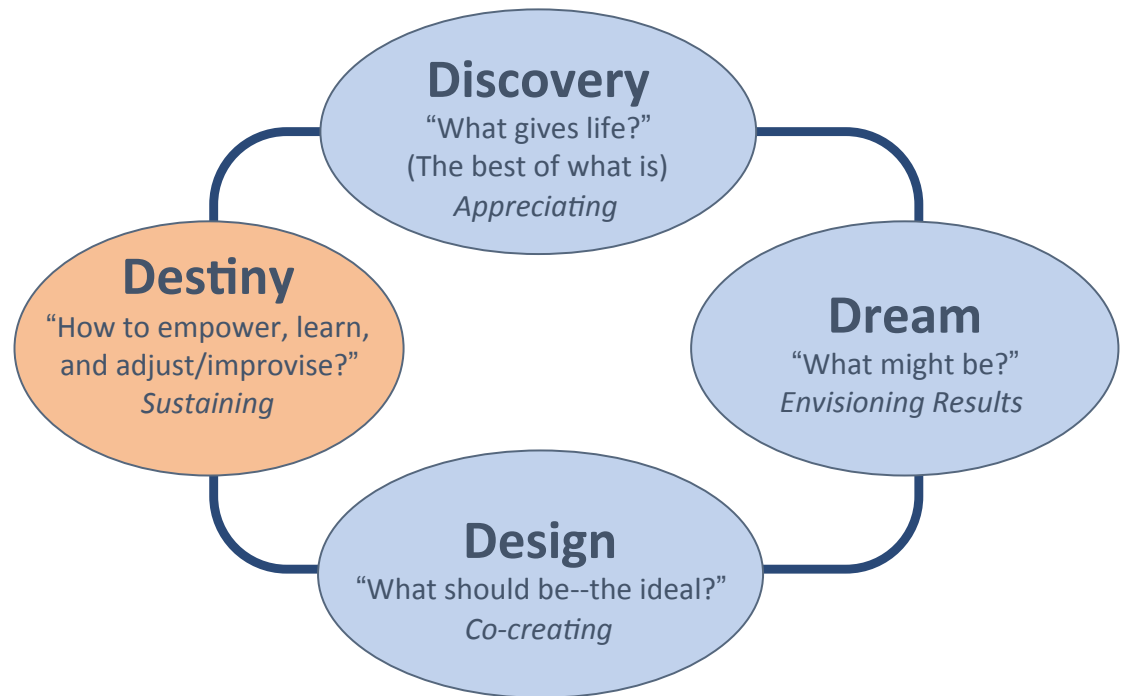 Discovery
“What gives life?”
(The best of what is)
Appreciating
Dream
“What might be?”
Envisioning Results
Design
“What should be--the ideal?”
Co-creating
Destiny
“How to empower, learn,
and adjust/improvise?”
Sustaining